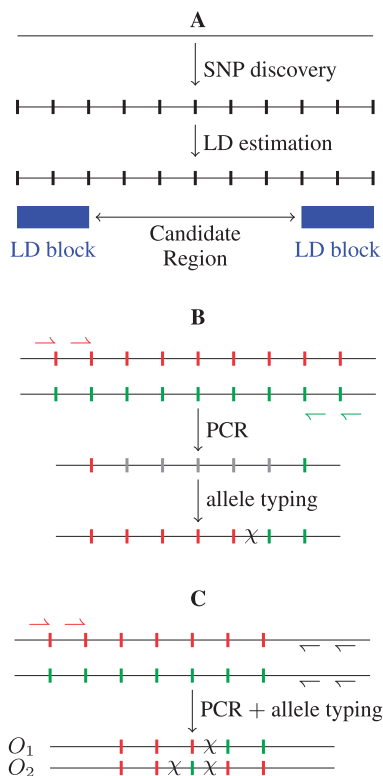 A
SNP discovery
LD estimation
LD block
Candidate
Region
LD block
B
PCR
allele typing
χ
C
PCR + allele typing
O₁ χ
O₂ χ χ